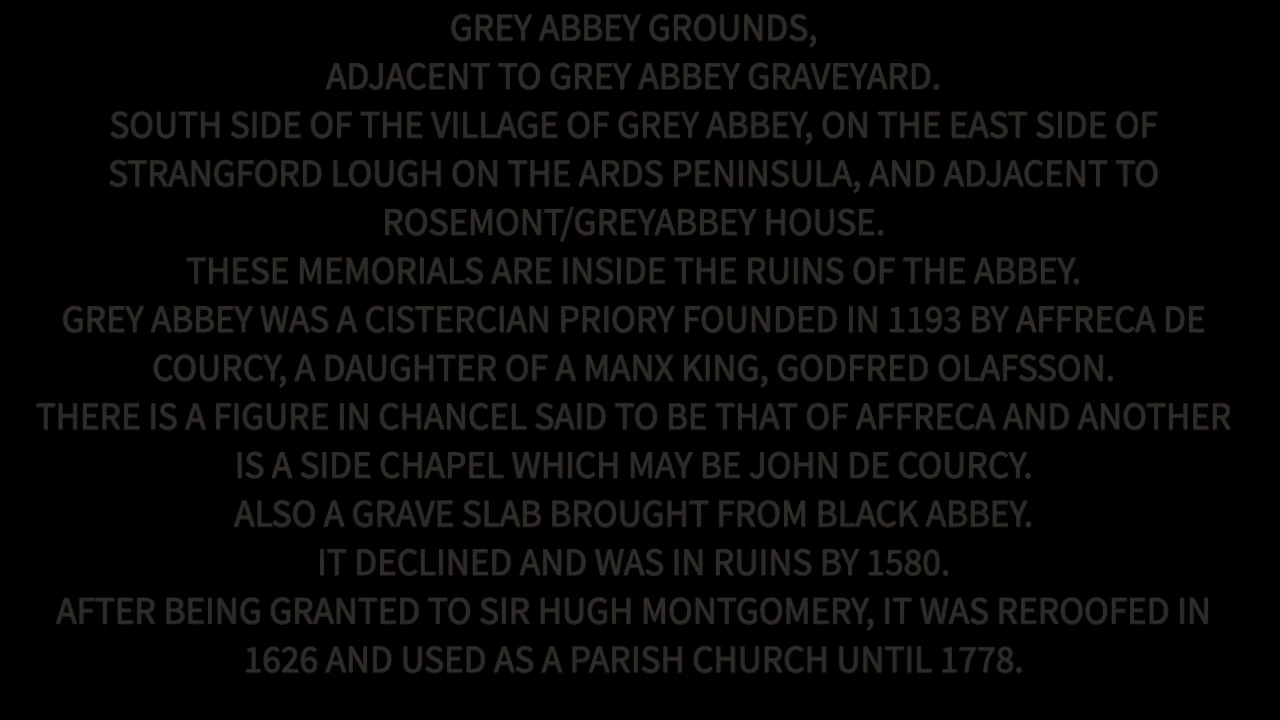 GREY ABBEY GROUNDS,
ADJACENT TO GREY ABBEY GRAVEYARD.
SOUTH SIDE OF THE VILLAGE OF GREY ABBEY, ON THE EAST SIDE OF
STRANGFORD LOUGH ON THE ARDS PENINSULA, AND ADJACENT TO
ROSEMONT/GREYABBEY HOUSE.
THESE MEMORIALS ARE INSIDE THE RUINS OF THE ABBEY.
GREY ABBEY WAS A CISTERCIAN PRIORY FOUNDED IN 1193 BY AFFRECA DE
COURCY, A DAUGHTER OF A MANX KING, GODFRED OLAFSSON.
THERE IS A FIGURE IN CHANCEL SAID TO BE THAT OF AFFRECA AND ANOTHER
IS A SIDE CHAPEL WHICH MAY BE JOHN DE COURCY.
ALSO A GRAVE SLAB BROUGHT FROM BLACK ABBEY.
IT DECLINED AND WAS IN RUINS BY 1580.
AFTER BEING GRANTED TO SIR HUGH MONTGOMERY, IT WAS REROOFED IN
1626 AND USED AS A PARISH CHURCH UNTIL 1778.